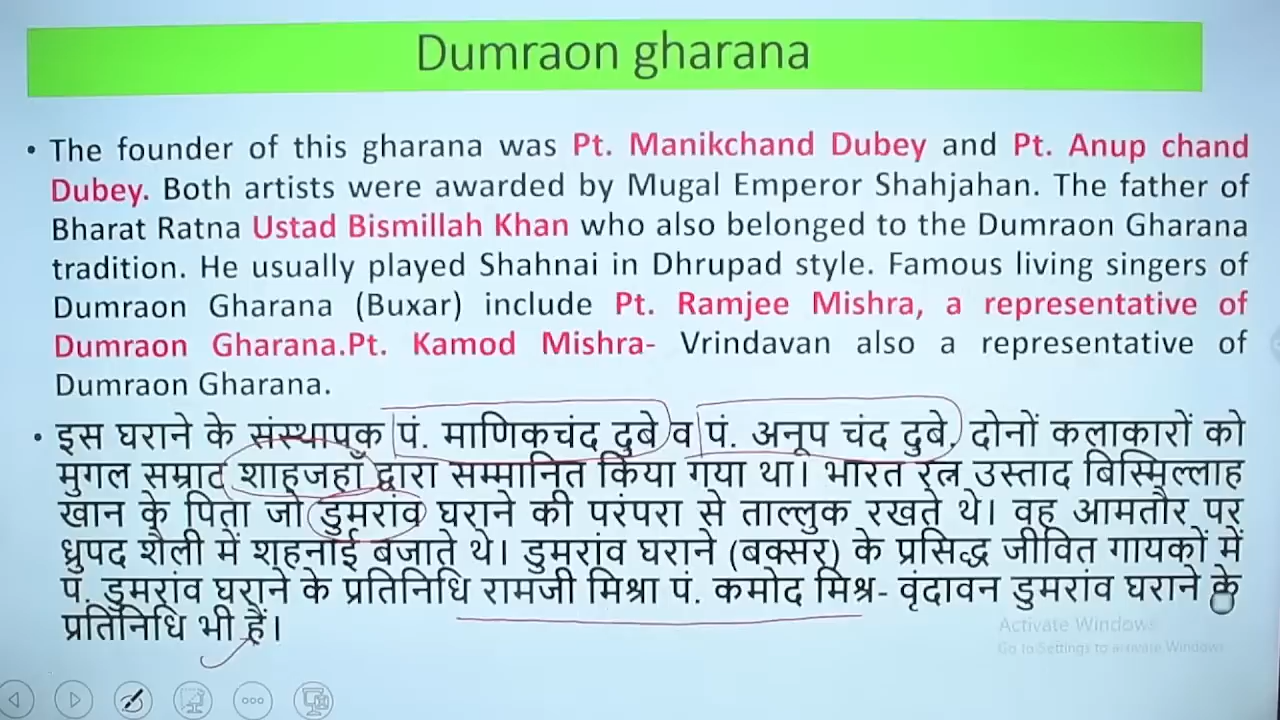 Dumraon gharana
• The founder of this gharana was Pt. Manikchand Dubey and Pt. Anup chand
Dubey. Both artists were awarded by Mugal Emperor Shahjahan. The father of
Bharat Ratna Ustad Bismillah Khan who also belonged to the Dumraon Gharana
tradition. He usually played Shahnai in Dhrupad style. Famous living singers of
Dumraon Gharana (Buxar) include Pt. Ramjee Mishra, a representative of
Dumraon Gharana.Pt. Kamod Mishra- Vrindavan also a representative of
Dumraon Gharana.
• इस घराने के संस्थापक पं. माणिकचंद दुबे व पं. अनूप चंद दुबे, दोनों कलाकारों को
मुगल सम्राट शाहजहाँ द्वारा सम्मानित किया गया था। भारत रत्न उस्ताद बिस्मिल्लाह
खान के पिता जो डुमरांव घराने की परंपरा से ताल्लुक रखते थे। वह आमतौर पर
ध्रुपद शैली में शहनाई बजाते थे। डुमरांव घराने (बक्सर) के प्रसिद्ध जीवित गायकों में
पं. डुमरांव घराने के प्रतिनिधि रामजी मिश्रा पं. कमोद मिश्र- वृंदावन डुमरांव घराने के
प्रतिनिधि भी हैं।
Activate Windows
Go to Settings to activate Windows.